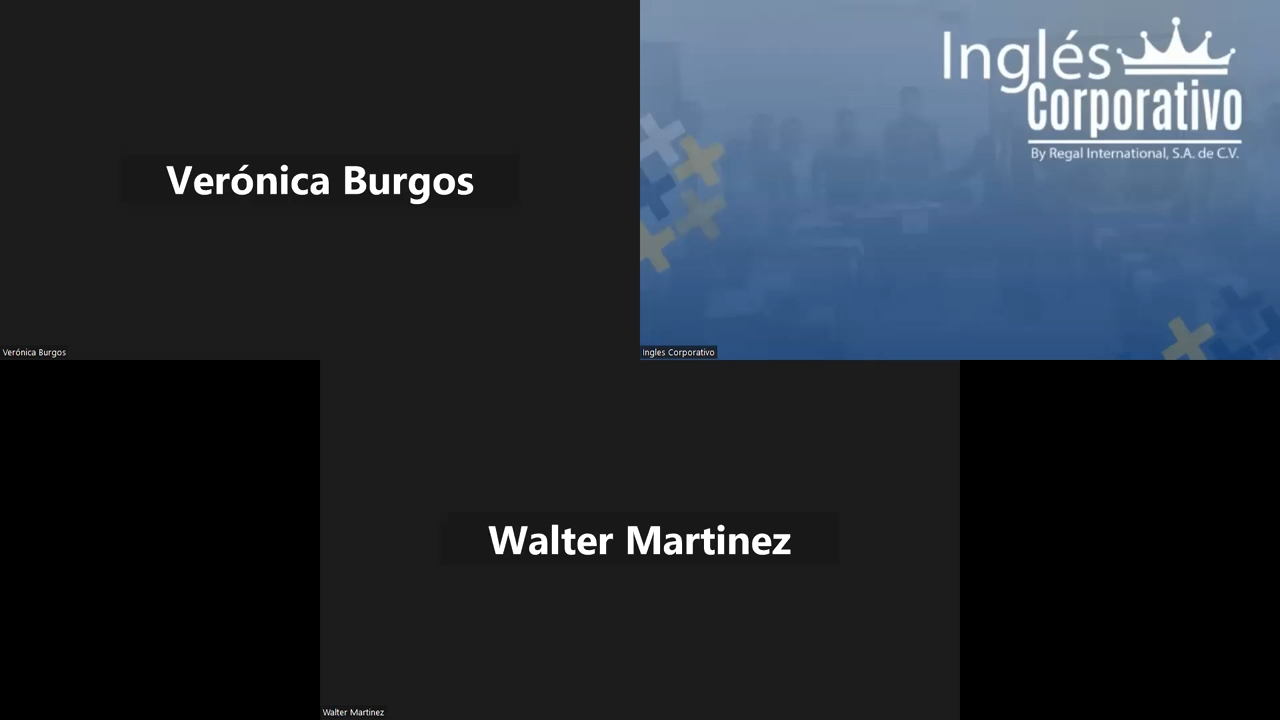 Verónica Burgos
Verónica Burgos
Inglés
Corporativo
By Regal International, S.A. de C.V.
Ingles Corporativo
Walter Martinez
Walter Martinez